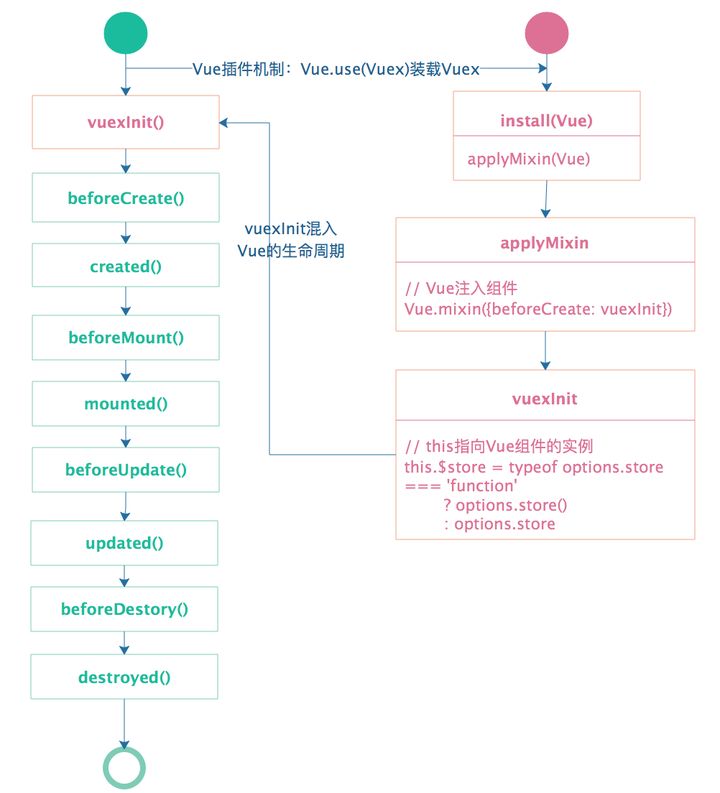 Vue插件机制：Vue.use(Vuex)装载Vuex
vuexInit()
beforeCreate()
created()
beforeMount()
mounted()
beforeUpdate()
updated()
beforeDestory()
destroyed()
vuexInit混入
Vue的生命周期
install(Vue)
applyMixin(Vue)
applyMixin
// Vue注入组件
Vue.mixin({beforeCreate: vuexInit})
vuexInit
// this指向Vue组件的实例
this.$store = typeof options.store
=== 'function'
? options.store()
: options.store